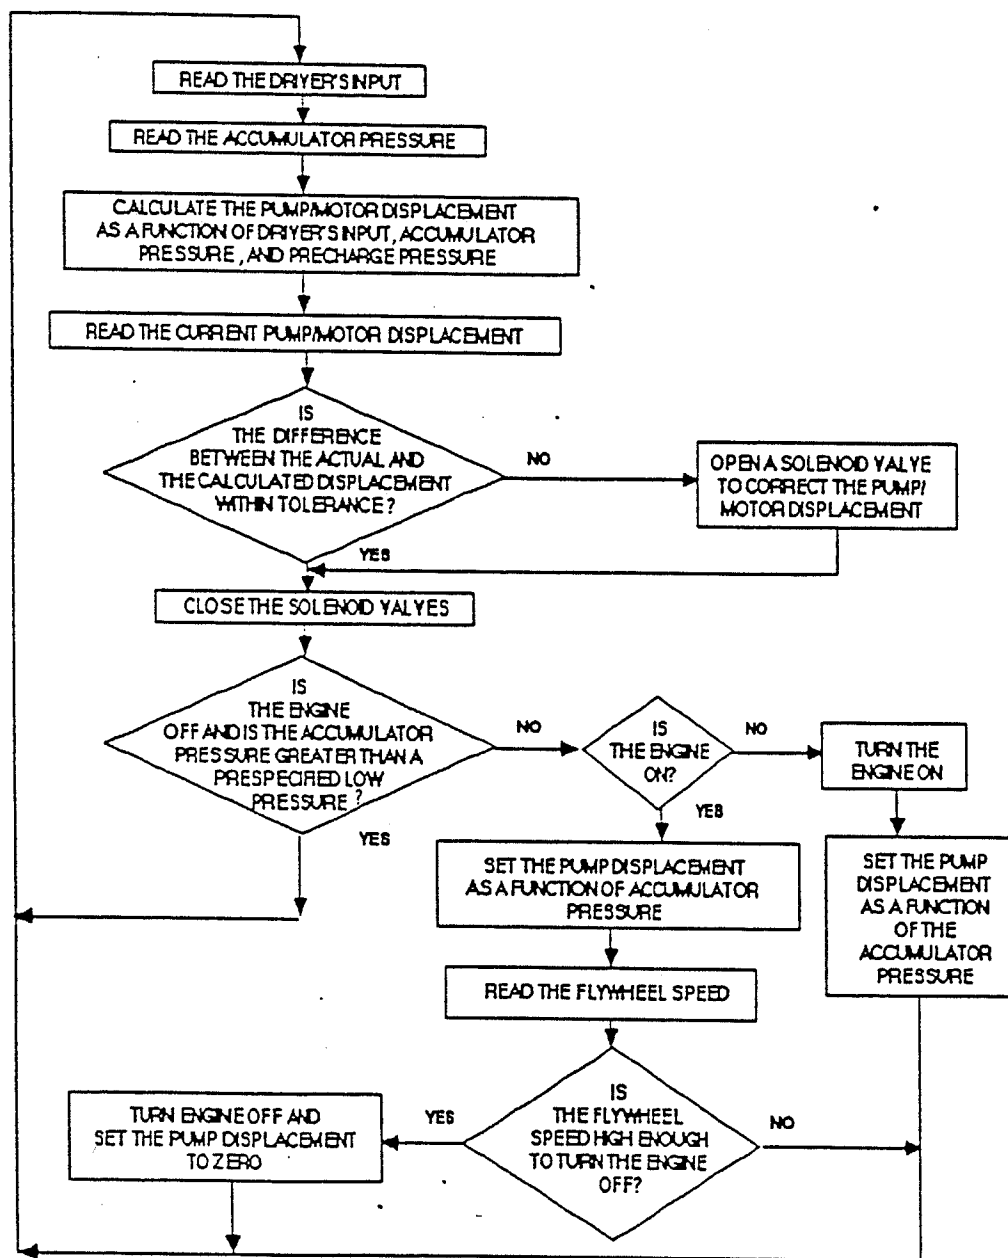 READ THE DRIVER'S INPUT
READ THE ACCUMULATOR PRESSURE
CALCULATE THE PUMP/MOTOR DISPLACEMENT
AS A FUNCTION OF DRIVER'S INPUT, ACCUMULATOR
PRESSURE, AND PRECHARGE PRESSURE
READ THE CURRENT PUMP/MOTOR DISPLACEMENT
IS
THE DIFFERENCE
BETWEEN THE ACTUAL AND
THE CALCULATED DISPLACEMENT
WITHIN TOLERANCE?
NO
OPEN A SOLENOID VALVE
TO CORRECT THE PUMP/
MOTOR DISPLACEMENT
YES
CLOSE THE SOLENOID VALVES
IS
THE ENGINE
OFF AND IS THE ACCUMULATOR
PRESSURE GREATER THAN A
PRESPECIFIED LOW
PRESSURE?
NO
YES
IS
THE ENGINE
ON?
NO
YES
TURN THE
ENGINE ON
SET THE PUMP DISPLACEMENT
AS A FUNCTION OF ACCUMULATOR
PRESSURE
SET THE PUMP
DISPLACEMENT
AS A FUNCTION
OF THE
ACCUMULATOR
PRESSURE
READ THE FLYWHEEL SPEED
IS
THE FLYWHEEL
SPEED HIGH ENOUGH
TO TURN THE ENGINE
OFF?
YES
NO
TURN ENGINE OFF AND
SET THE PUMP DISPLACEMENT
TO ZERO